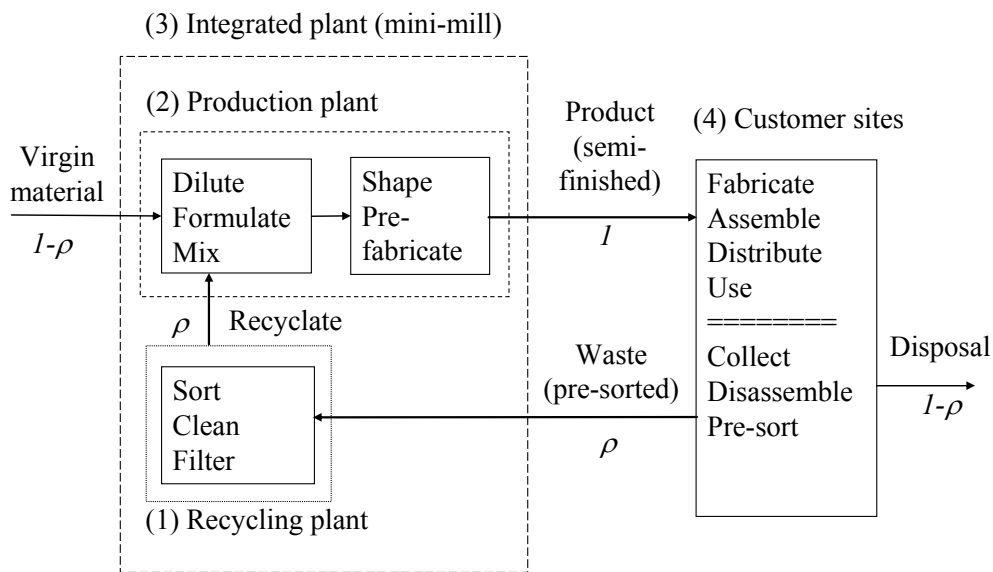 (3) Integrated plant (mini-mill)
(2) Production plant
Virgin
material
1-ρ
Dilute
Formulate
Mix
Shape
Pre-
fabricate
Product
(semi-
finished)
1
(4) Customer sites
Fabricate
Assemble
Distribute
Use
========
Collect
Disassemble
Pre-sort
Disposal
1-ρ
ρ
Recyclate
Waste
(pre-sorted)
ρ
Sort
Clean
Filter
(1) Recycling plant